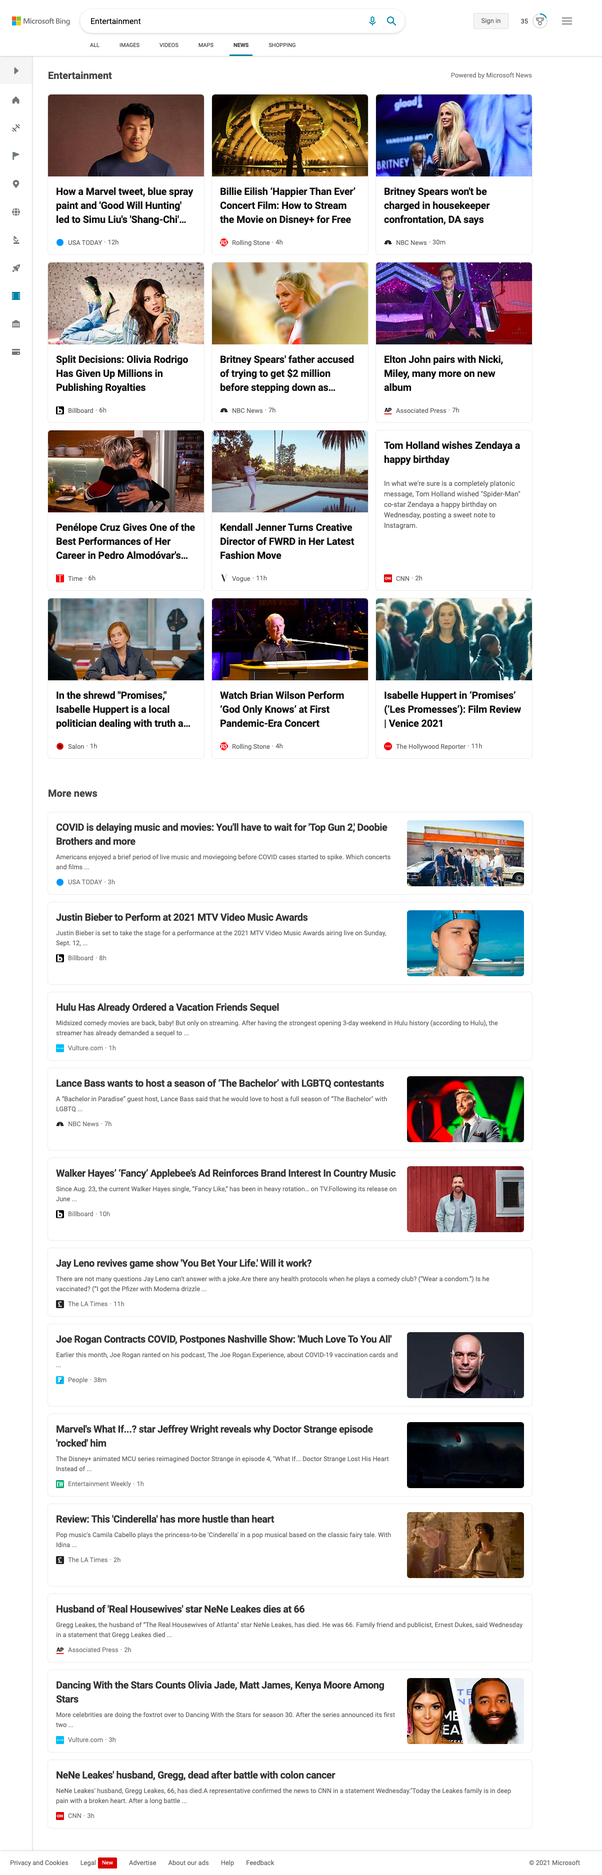 Microsoft Bing
Entertainment
Sign in
35
ALL
IMAGES
VIDEOS
MAPS
NEWS
SHOPPING
Entertainment
Powered by Microsoft News
How a Marvel tweet, blue spray
paint and 'Good Will Hunting'
led to Simu Liu's 'Shang-Chi'...
USA TODAY · 12h
Billie Eilish ‘Happier Than Ever’
Concert Film: How to Stream
the Movie on Disney+ for Free
Rolling Stone · 4h
Britney Spears won't be
charged in housekeeper
confrontation, DA says
NBC News · 30m
Split Decisions: Olivia Rodrigo
Has Given Up Millions in
Publishing Royalties
Billboard · 6h
Britney Spears' father accused
of trying to get $2 million
before stepping down as...
NBC News · 7h
Elton John pairs with Nicki,
Miley, many more on new
album
Associated Press · 7h
Penélope Cruz Gives One of the
Best Performances of Her
Career in Pedro Almodóvar's...
Time · 6h
Kendall Jenner Turns Creative
Director of FWRD in Her Latest
Fashion Move
Vogue · 11h
Tom Holland wishes Zendaya a
happy birthday
In what we're sure is a completely platonic
message, Tom Holland wished "Spider-Man"
co-star Zendaya a happy birthday on
Wednesday, posting a sweet note to
Instagram.
CNN · 2h
In the shrewd "Promises,"
Isabelle Huppert is a local
politician dealing with truth a...
Salon · 1h
Watch Brian Wilson Perform
‘God Only Knows’ at First
Pandemic-Era Concert
Rolling Stone · 4h
Isabelle Huppert in ‘Promises’
(‘Les Promesses’): Film Review
| Venice 2021
The Hollywood Reporter · 11h
More news
COVID is delaying music and movies: You'll have to wait for 'Top Gun 2,' Doobie
Brothers and more
Americans enjoyed a brief period of live music and moviegoing before COVID cases started to spike. Which concerts
and films ...
USA TODAY · 3h
Justin Bieber to Perform at 2021 MTV Video Music Awards
Justin Bieber is set to take the stage for a performance at the 2021 MTV Video Music Awards airing live on Sunday,
Sept. 12, ...
Billboard · 8h
Hulu Has Already Ordered a Vacation Friends Sequel
Midsized comedy movies are back, baby! But only on streaming. After having the strongest opening 3-day weekend in Hulu history (according to Hulu), the
streamer has already demanded a sequel to ...
Vulture.com · 1h
Lance Bass wants to host a season of 'The Bachelor' with LGBTQ contestants
A “Bachelor in Paradise” guest host, Lance Bass said that he would love to host a full season of “The Bachelor” with
LGBTQ ...
NBC News · 7h
Walker Hayes’ ‘Fancy’ Applebee’s Ad Reinforces Brand Interest In Country Music
Since Aug. 23, the current Walker Hayes single, “Fancy Like,” has been in heavy rotation... on TV.Following its release on
June ...
Billboard · 10h
Jay Leno revives game show 'You Bet Your Life.' Will it work?
There are not many questions Jay Leno can't answer with a joke.Are there any health protocols when he plays a comedy club? (“Wear a condom.”) Is he
vaccinated? (“I got the Pfizer with Moderna drizzle ...
The LA Times · 11h
Joe Rogan Contracts COVID, Postpones Nashville Show: 'Much Love To You All'
Earlier this month, Joe Rogan ranted on his podcast, The Joe Rogan Experience, about COVID-19 vaccination cards and
...
People · 38m
Marvel's What If...? star Jeffrey Wright reveals why Doctor Strange episode
'rocked' him
The Disney+ animated MCU series reimagined Doctor Strange in episode 4, "What If... Doctor Strange Lost His Heart
Instead of ...
Entertainment Weekly · 1h
Review: This 'Cinderella' has more hustle than heart
Pop music's Camila Cabello plays the princess-to-be 'Cinderella' in a pop musical based on the classic fairy tale. With
Idina ...
The LA Times · 2h
Husband of 'Real Housewives' star NeNe Leakes dies at 66
Gregg Leakes, the husband of “The Real Housewives of Atlanta” star NeNe Leakes, has died. He was 66. Family friend and publicist, Ernest Dukes, said Wednesday
in a statement that Gregg Leakes died ...
Associated Press · 2h
Dancing With the Stars Counts Olivia Jade, Matt James, Kenya Moore Among
Stars
More celebrities are doing the foxtrot over to Dancing With the Stars for season 30. After the series announced its first
two ...
Vulture.com · 3h
NeNe Leakes' husband, Gregg, dead after battle with colon cancer
NeNe Leakes' husband, Gregg Leakes, 66, has died.A representative confirmed the news to CNN in a statement Wednesday."Today the Leakes family is in deep
pain with a broken heart. After a long battle ...
CNN · 3h
Privacy and Cookies
Legal
New
Advertise
About our ads
Help
Feedback
© 2021 Microsoft